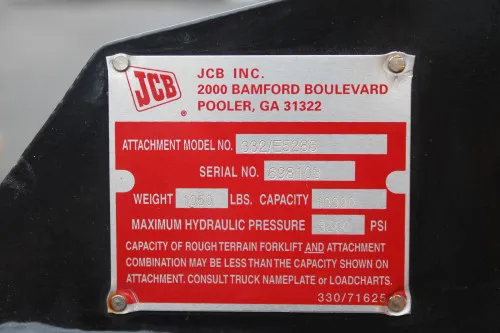 JCB
JCB INC.
2000 BAMFORD BOULEVARD
POOLER, GA 31322
®
ATTACHMENT MODEL NO.
SERIAL NO.
WEIGHT 1050 LBS. CAPACITY
MAXIMUM HYDRAULIC PRESSURE PSI
CAPACITY OF ROUGH TERRAIN FORKLIFT AND ATTACHMENT
COMBINATION MAY BE LESS THAN THE CAPACITY SHOWN ON
ATTACHMENT. CONSULT TRUCK NAMEPLATE or LOADCHARTS.
330/71625